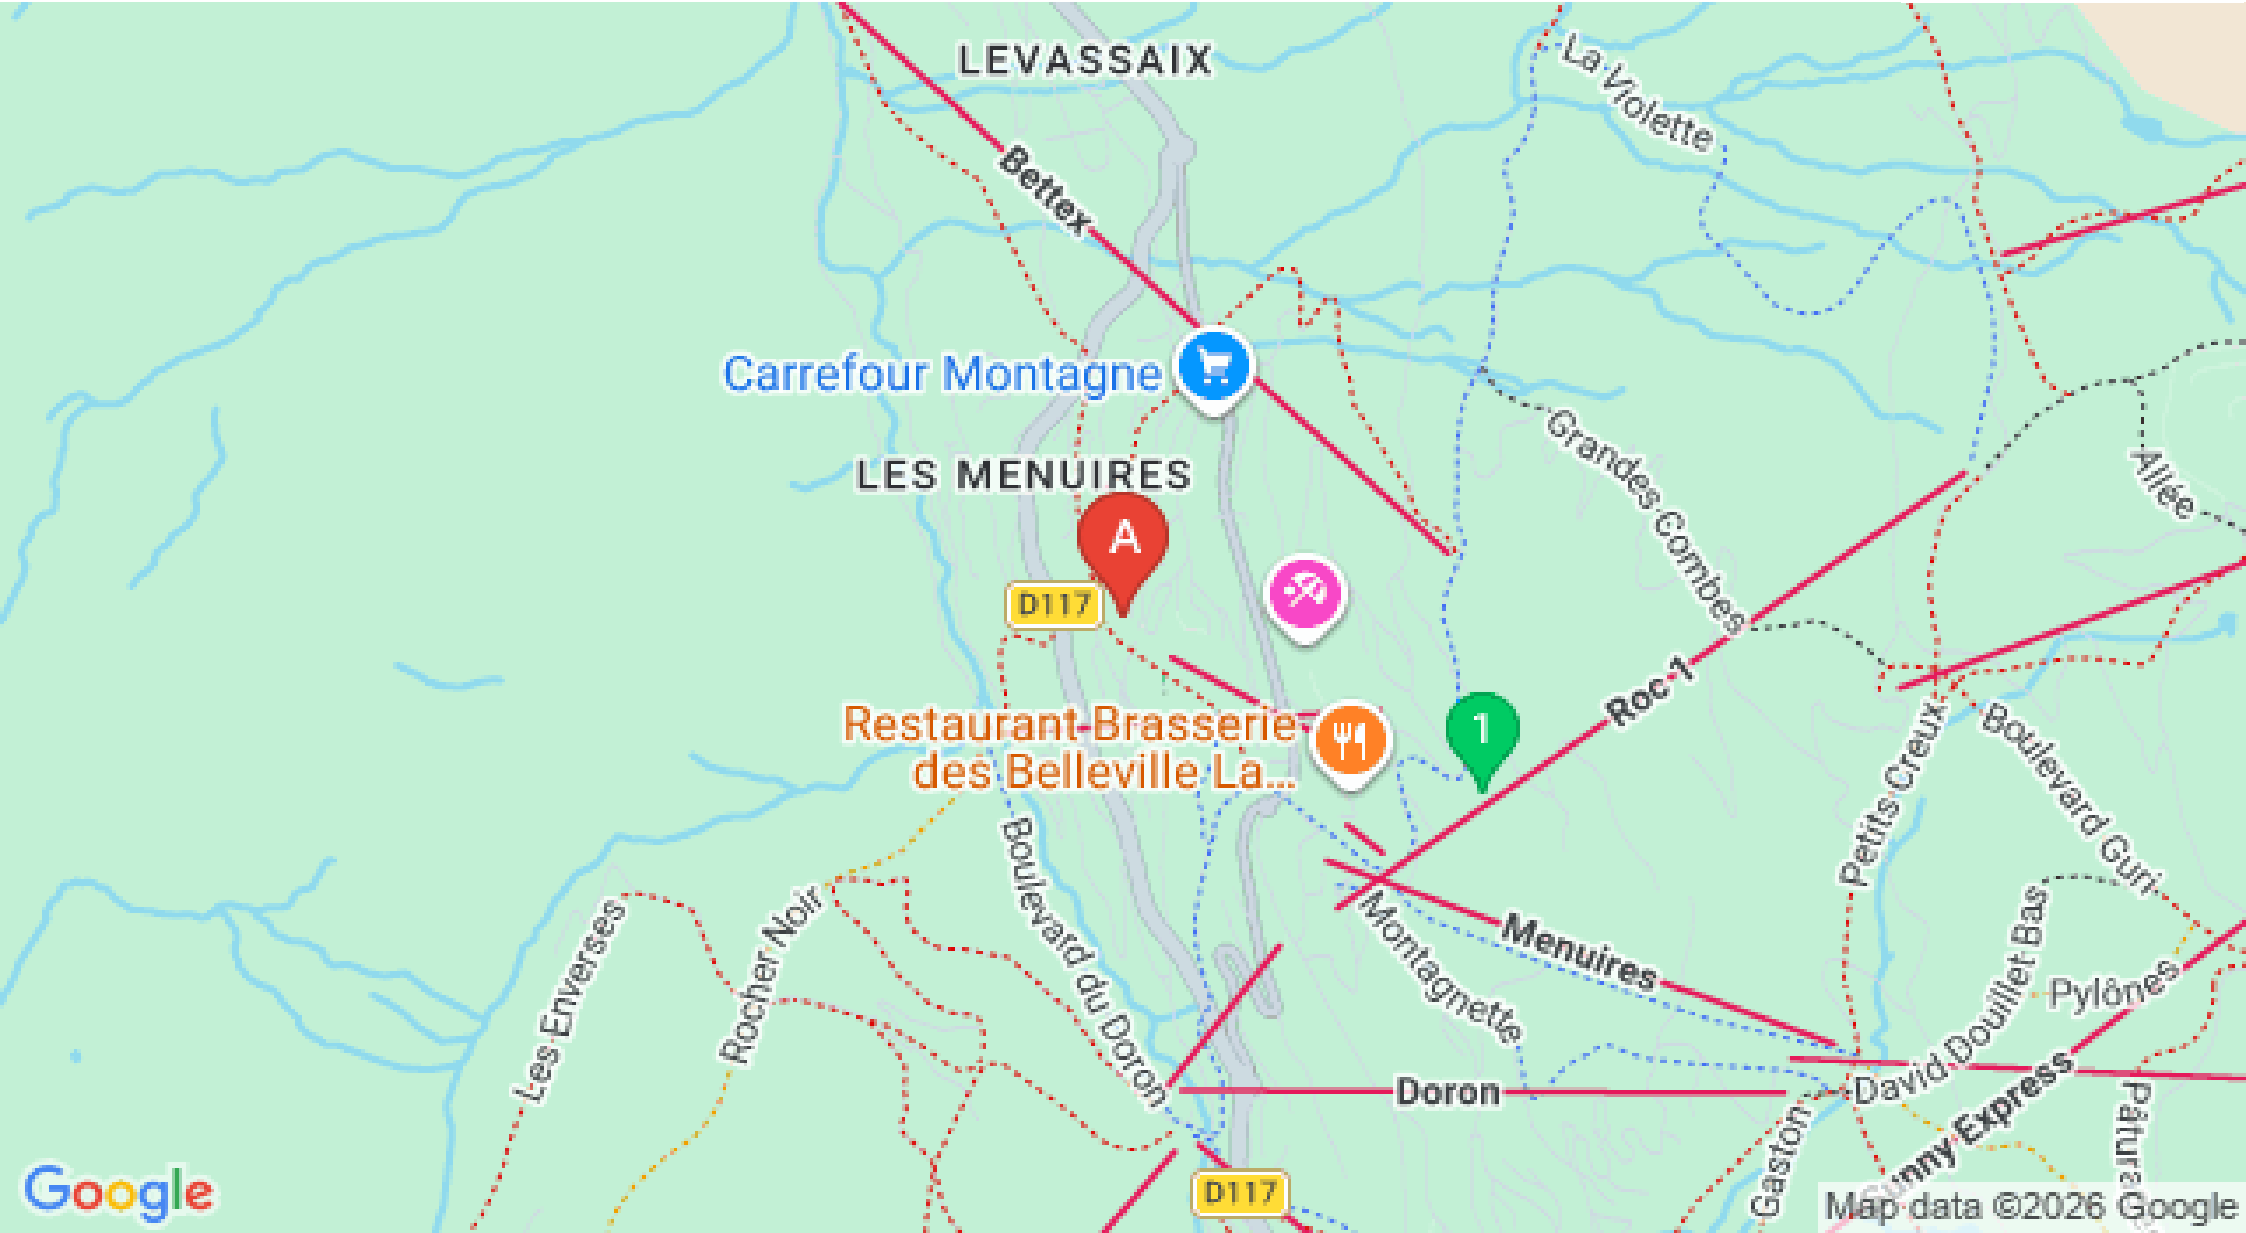 LEVASSAIX
La Violette
Bettex
Carrefour Montagne
Grandes Combes
Allée
LES MENUIRES
A
D117
Roc 1
1
Restaurant Brasserie
des Belleville La...
Petits Creux
Boulevard Guri
Boulevard du Doron
Les Enverses
Rocher Noir
Montagnette
Menuires
David Douillet Bas
Pylônes
Doron
Gaston
Sunny Express
Pâtura
D117
Google
Map data ©2026 Google